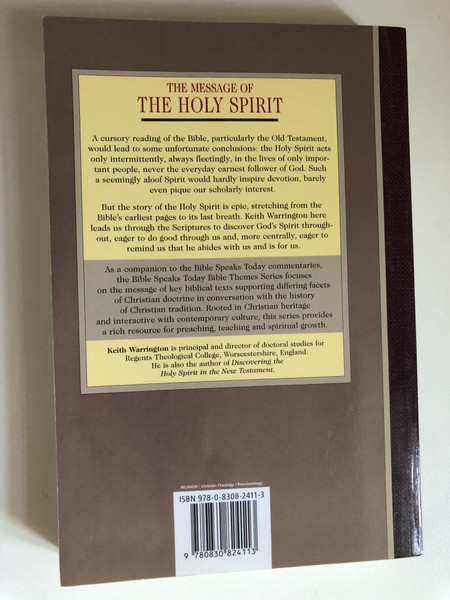 THE MESSAGE OF
THE HOLY SPIRIT
A cursory reading of the Bible, particularly the Old Testament,
would lead to some unfortunate conclusions: the Holy Spirit acts
only intermittently, always fleetingly, in the lives of only impor-
tant people, never the everyday earnest follower of God. Such
a seemingly aloof Spirit would hardly inspire devotion, barely
even pique our scholarly interest.
But the story of the Holy Spirit is epic, stretching from the
Bible's earliest pages to its last breath. Keith Warrington here
leads us through the Scriptures to discover God's Spirit through-
out, eager to do good through us and, more centrally, eager to
remind us that he abides with us and is for us.
As a companion to the Bible Speaks Today commentaries,
the Bible Speaks Today Bible Themes Series focuses
on the message of key biblical texts supporting differing facets
of Christian doctrine in conversation with the history
of Christian tradition. Rooted in Christian heritage
and interactive with contemporary culture, this series provides
a rich resource for preaching, teaching and spiritual growth.
Keith Warrington is principal and director of doctoral studies for
Regents Theological College, Worscestershire, England.
He is also the author of Discovering the
Holy Spirit in the New Testament.
RELIGION / Christian Theology / Pneumatology
ISBN 978-0-8308-2411-3
9 780830 824113